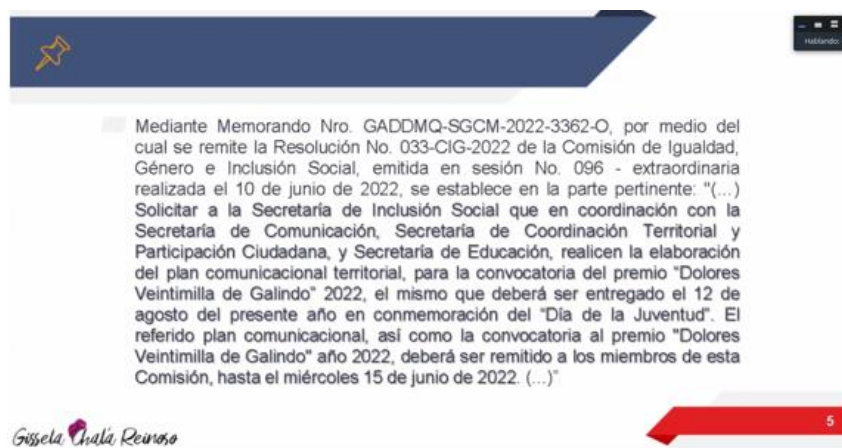 Hablando:
Mediante Memorando Nro. GADDMQ-SGCM-2022-3362-O, por medio del
cual se remite la Resolución No. 033-CIG-2022 de la Comisión de Igualdad,
Género e Inclusión Social, emitida en sesión No. 096 - extraordinaria
realizada el 10 de junio de 2022, se establece en la parte pertinente: "(...)
Solicitar a la Secretaría de Inclusión Social que en coordinación con la
Secretaría de Comunicación, Secretaría de Coordinación Territorial y
Participación Ciudadana, y Secretaría de Educación, realicen la elaboración
del plan comunicacional territorial, para la convocatoria del premio "Dolores
Veintimilla de Galindo" 2022, el mismo que deberá ser entregado el 12 de
agosto del presente año en conmemoración del "Día de la Juventud". El
referido plan comunicacional, así como la convocatoria al premio "Dolores
Veintimilla de Galindo" año 2022, deberá ser remitido a los miembros de esta
Comisión, hasta el miércoles 15 de junio de 2022. (...)"
Gissela Chalá Reinoso
5